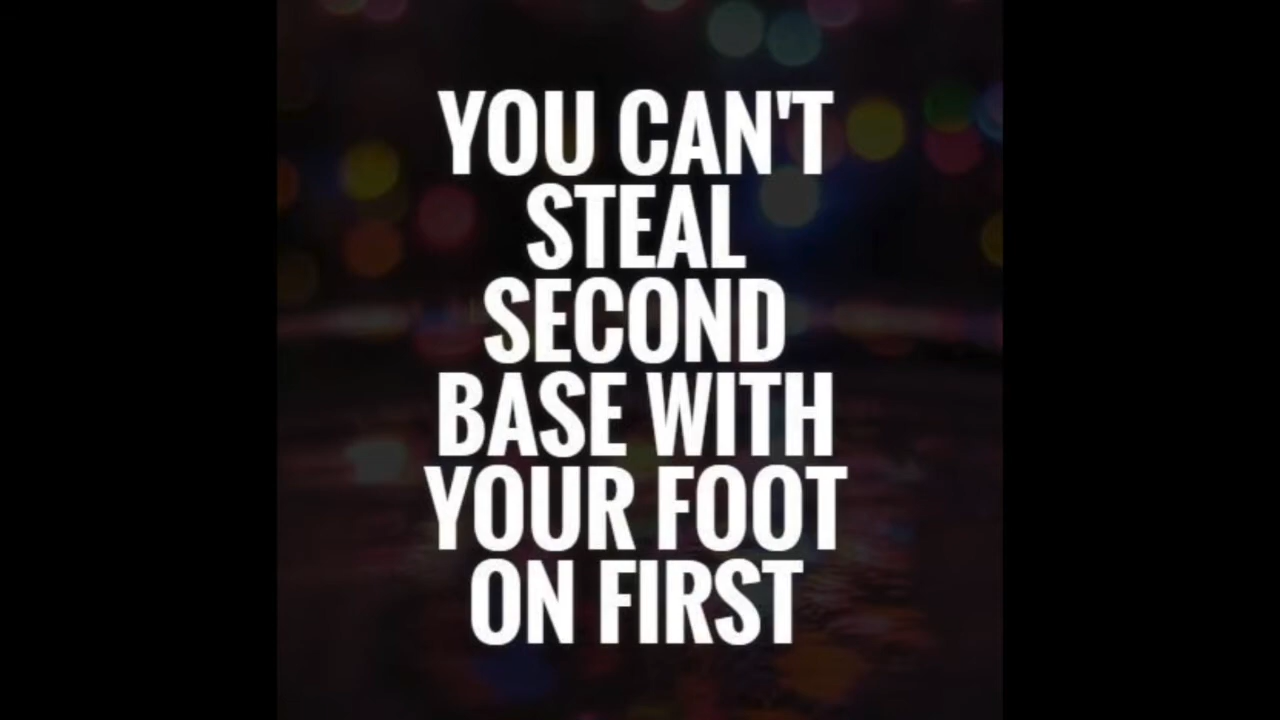 YOU CAN'T
STEAL
SECOND
BASE WITH
YOUR FOOT
ON FIRST